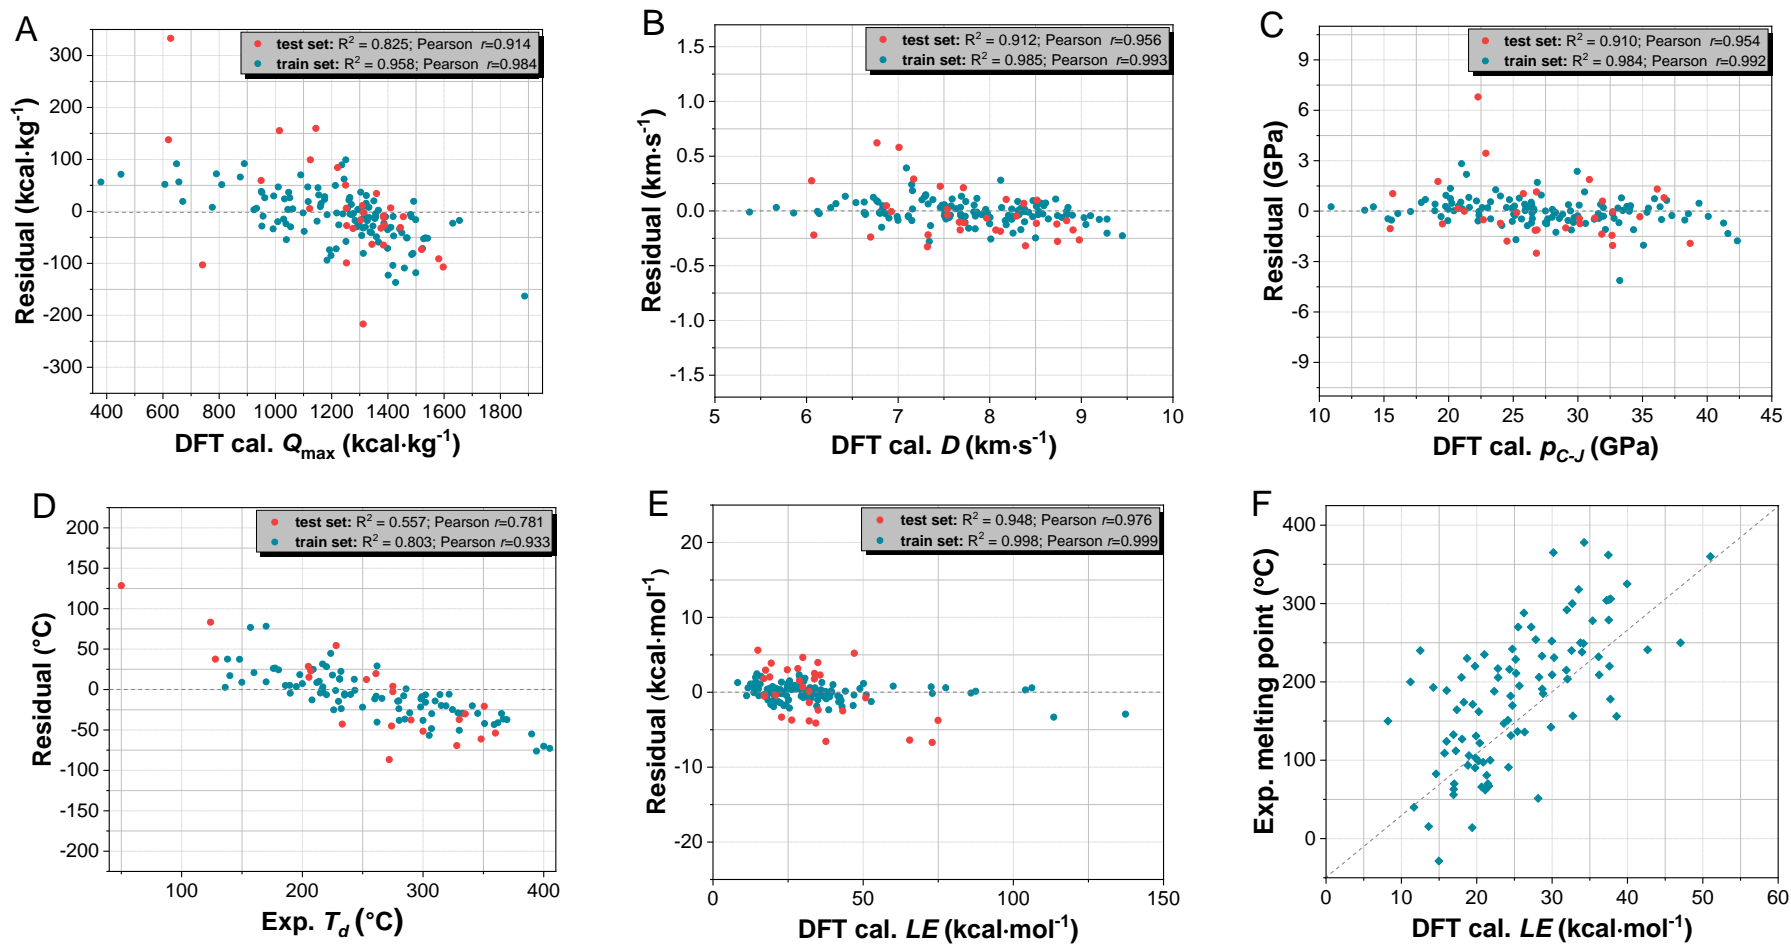 A
test set: R² = 0.825; Pearson r=0.914
train set: R² = 0.958; Pearson r=0.984
300
200
100
0
-100
-200
-300
Residual (kcal·kg⁻¹)
400 600 800 1000 1200 1400 1600 1800
DFT cal. Qmax (kcal·kg⁻¹)
B
test set: R² = 0.912; Pearson r=0.956
train set: R² = 0.985; Pearson r=0.993
1.5
1.0
0.5
0.0
-0.5
-1.0
-1.5
Residual (km·s⁻¹)
5 6 7 8 9 10
DFT cal. D (km·s⁻¹)
C
test set: R² = 0.910; Pearson r=0.954
train set: R² = 0.984; Pearson r=0.992
9
6
3
0
-3
-6
-9
Residual (GPa)
10 15 20 25 30 35 40 45
DFT cal. pC-J (GPa)
D
test set: R² = 0.557; Pearson r=0.781
train set: R² = 0.803; Pearson r=0.933
200
150
100
50
0
-50
-100
-150
-200
Residual (°C)
100 200 300 400
Exp. Td (°C)
E
test set: R² = 0.948; Pearson r=0.976
train set: R² = 0.998; Pearson r=0.999
20
10
0
-10
-20
Residual (kcal·mol⁻¹)
0 50 100 150
DFT cal. LE (kcal·mol⁻¹)
F
400
300
200
100
0
Exp. melting point (°C)
0 10 20 30 40 50 60
DFT cal. LE (kcal·mol⁻¹)